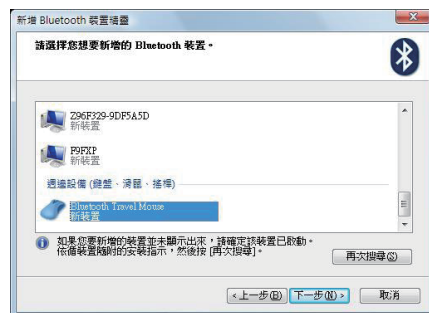 新增 Bluetooth 裝置精靈
請選擇您想要新增的 Bluetooth 裝置。
Z96F329-9DF5A5D
新裝置
F9FXP
新裝置
週邊設備 (鍵盤、滑鼠、搖桿)
Bluetooth Travel Mouse
新裝置
如果您要新增的裝置並未顯示出來，請確定該裝置已啟動。
依循裝置隨附的安裝指示，然後按 [再次搜尋]。
再次搜尋(S)
<上一步(B)
下一步(N)>
取消